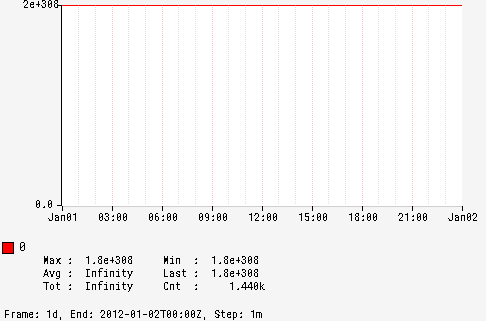 2e+308
0.0
Jan01 03:00 06:00 09:00 12:00 15:00 18:00 21:00 Jan02
0
Max : 1.8e+308 Min : 1.8e+308
Avg : Infinity Last : 1.8e+308
Tot : Infinity Cnt : 1.440k
Frame: 1d, End: 2012-01-02T00:00Z, Step: 1m